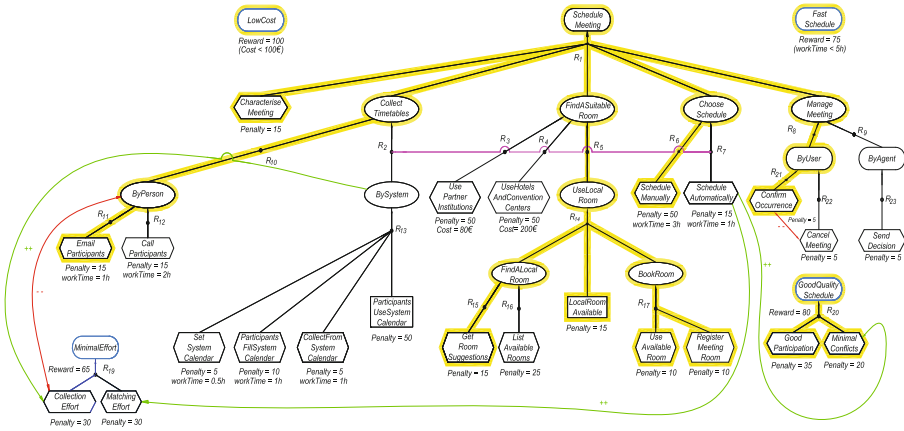 LowCost
Reward = 100
(Cost < 100€)
Schedule
Meeting
Fast
Schedule
Reward = 75
(workTime < 5h)
R1
Characterise
Meeting
Penalty = 15
Collect
Timetables
FindASuitable
Room
Choose
Schedule
Manage
Meeting
R10
R2
R3
R4
R5
R6
R7
R8
R9
ByPerson
BySystem
Use
Partner
Institutions
Penalty = 50
Cost = 80€
UseHotels
AndConvention
Centers
Penalty = 50
Cost= 200€
UseLocal
Room
Schedule
Manually
Penalty = 50
workTime = 3h
Schedule
Automatically
Penalty = 15
workTime = 1h
ByUser
ByAgent
R21
R22
R23
Confirm
Occurrence
Penalty = 5
Cancel
Meeting
Penalty = 5
Send
Decision
Penalty = 5
R11
R12
Email
Participants
Penalty = 15
workTime = 1h
Call
Participants
Penalty = 15
workTime = 2h
R13
R14
++
--
--
++
FindALocal
Room
BookRoom
R15
R16
R17
Participants
UseSystem
Calendar
Penalty = 50
LocalRoom
Available
Penalty = 15
GoodQuality
Schedule
Reward = 80
R20
Good
Participation
Penalty = 35
Minimal
Conflicts
Penalty = 20
Set
System
Calendar
Penalty = 5
workTime = 0.5h
Participants
FillSystem
Calender
Penalty = 10
workTime = 1h
CollectFrom
System
Calendar
Penalty = 5
workTime = 1h
Get
Room
Suggestions
Penalty = 15
List
Available
Rooms
Penalty = 25
Use
Available
Room
Penalty = 10
Register
Meeting
Room
Penalty = 10
MinimalEffort
Reward = 65
R19
Collection
Effort
Penalty = 30
Matching
Effort
Penalty = 30
++